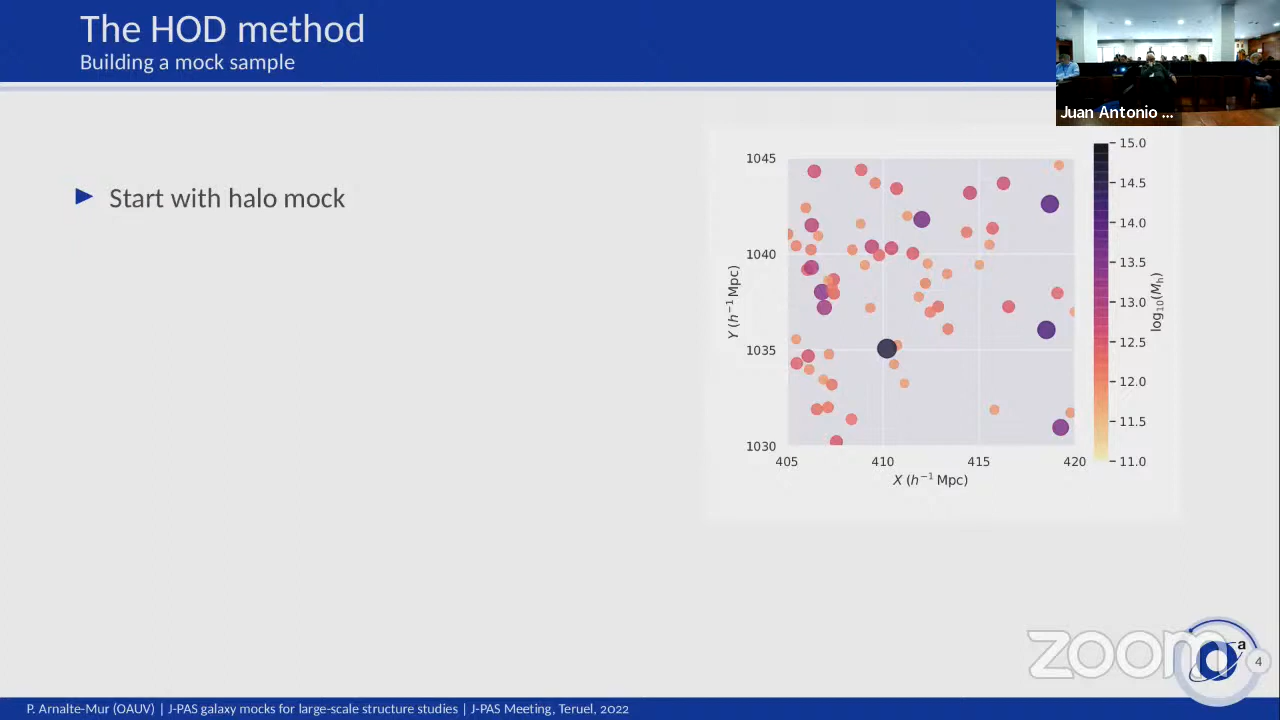 The HOD method
Building a mock sample
Juan Antonio ...
► Start with halo mock
1045
1040
1035
1030
Y (h⁻¹ Mpc)
405 410 415 420
X (h⁻¹ Mpc)
15.0
14.5
14.0
13.5
13.0
12.5
12.0
11.5
11.0
log₁₀(Mₕ)
zoom
a
4
P. Arnalte-Mur (OAUV) | J-PAS galaxy mocks for large-scale structure studies | J-PAS Meeting, Teruel, 2022